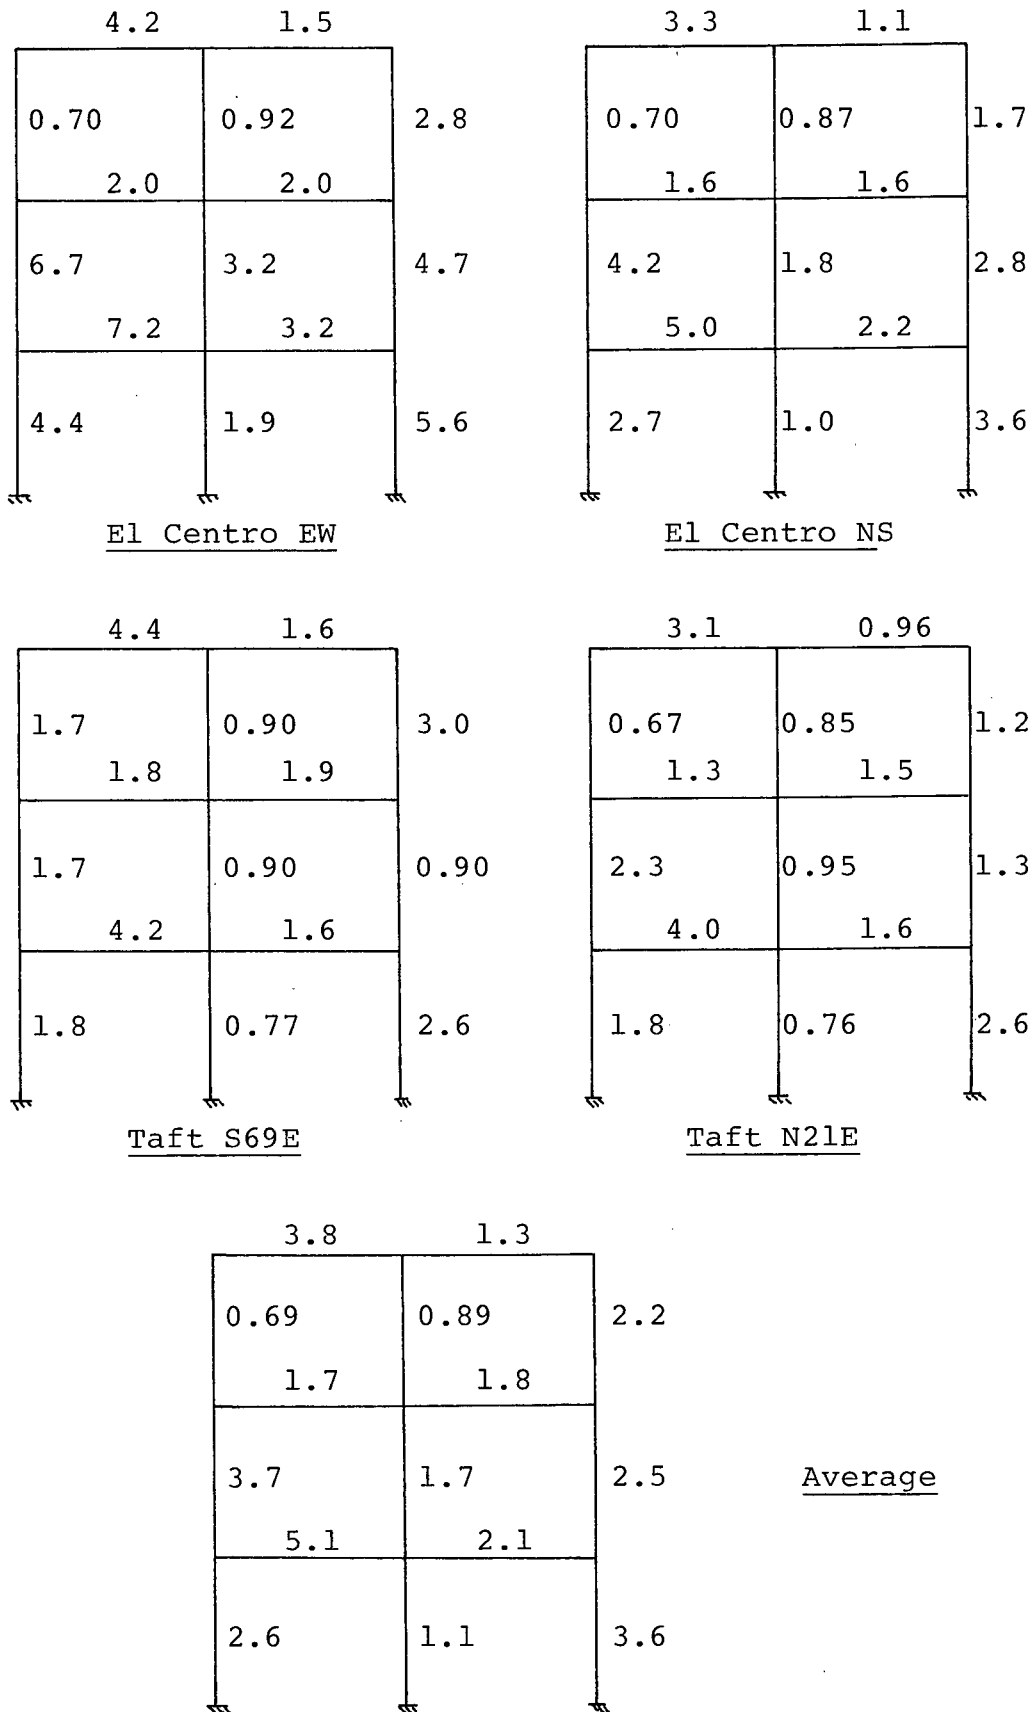 4.2 1.5
0.70 0.92 2.8
2.0 2.0
6.7 3.2 4.7
7.2 3.2
4.4 1.9 5.6
El Centro EW
3.3 1.1
0.70 0.87 1.7
1.6 1.6
4.2 1.8 2.8
5.0 2.2
2.7 1.0 3.6
El Centro NS
4.4 1.6
1.7 0.90 3.0
1.8 1.9
1.7 0.90 0.90
4.2 1.6
1.8 0.77 2.6
Taft S69E
3.1 0.96
0.67 0.85 1.2
1.3 1.5
2.3 0.95 1.3
4.0 1.6
1.8 0.76 2.6
Taft N21E
3.8 1.3
0.69 0.89 2.2
1.7 1.8
3.7 1.7 2.5
5.1 2.1
2.6 1.1 3.6
Average